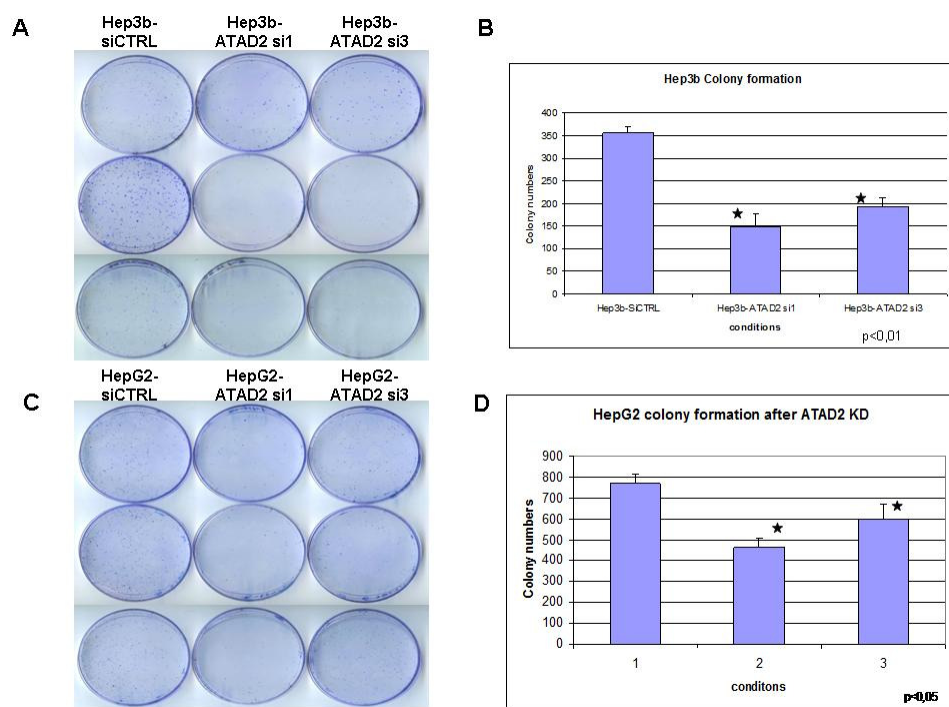 A
Hep3b-
siCTRL
Hep3b-
ATAD2 si1
Hep3b-
ATAD2 si3
B
Hep3b Colony formation
Colony numbers
400
350
300
250
200
150
100
50
0
Hep3b-SiCTRL
Hep3b-ATAD2 si1
Hep3b-ATAD2 si3
conditions
p<0,01
C
HepG2-
siCTRL
HepG2-
ATAD2 si1
HepG2-
ATAD2 si3
D
HepG2 colony formation after ATAD2 KD
Colony numbers
900
800
700
600
500
400
300
200
100
0
1
2
3
conditons
p<0,05